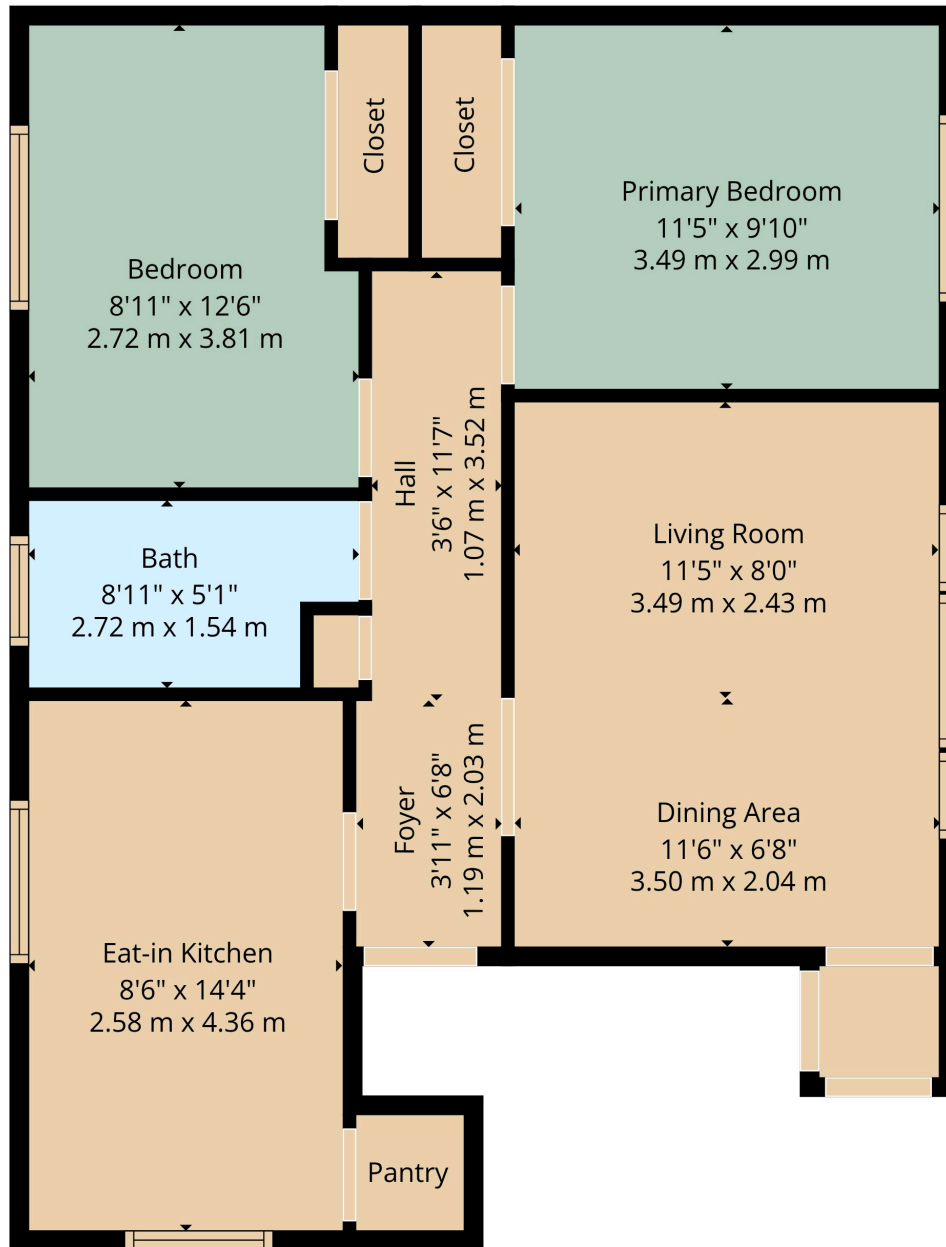 Closet
Closet
Primary Bedroom
11'5" x 9'10"
3.49 m x 2.99 m
Bedroom
8'11" x 12'6"
2.72 m x 3.81 m
Hall
3'6" x 11'7"
1.07 m x 3.52 m
Living Room
11'5" x 8'0"
3.49 m x 2.43 m
Bath
8'11" x 5'1"
2.72 m x 1.54 m
Foyer
3'11" x 6'8"
1.19 m x 2.03 m
Dining Area
11'6" x 6'8"
3.50 m x 2.04 m
Eat-in Kitchen
8'6" x 14'4"
2.58 m x 4.36 m
Pantry